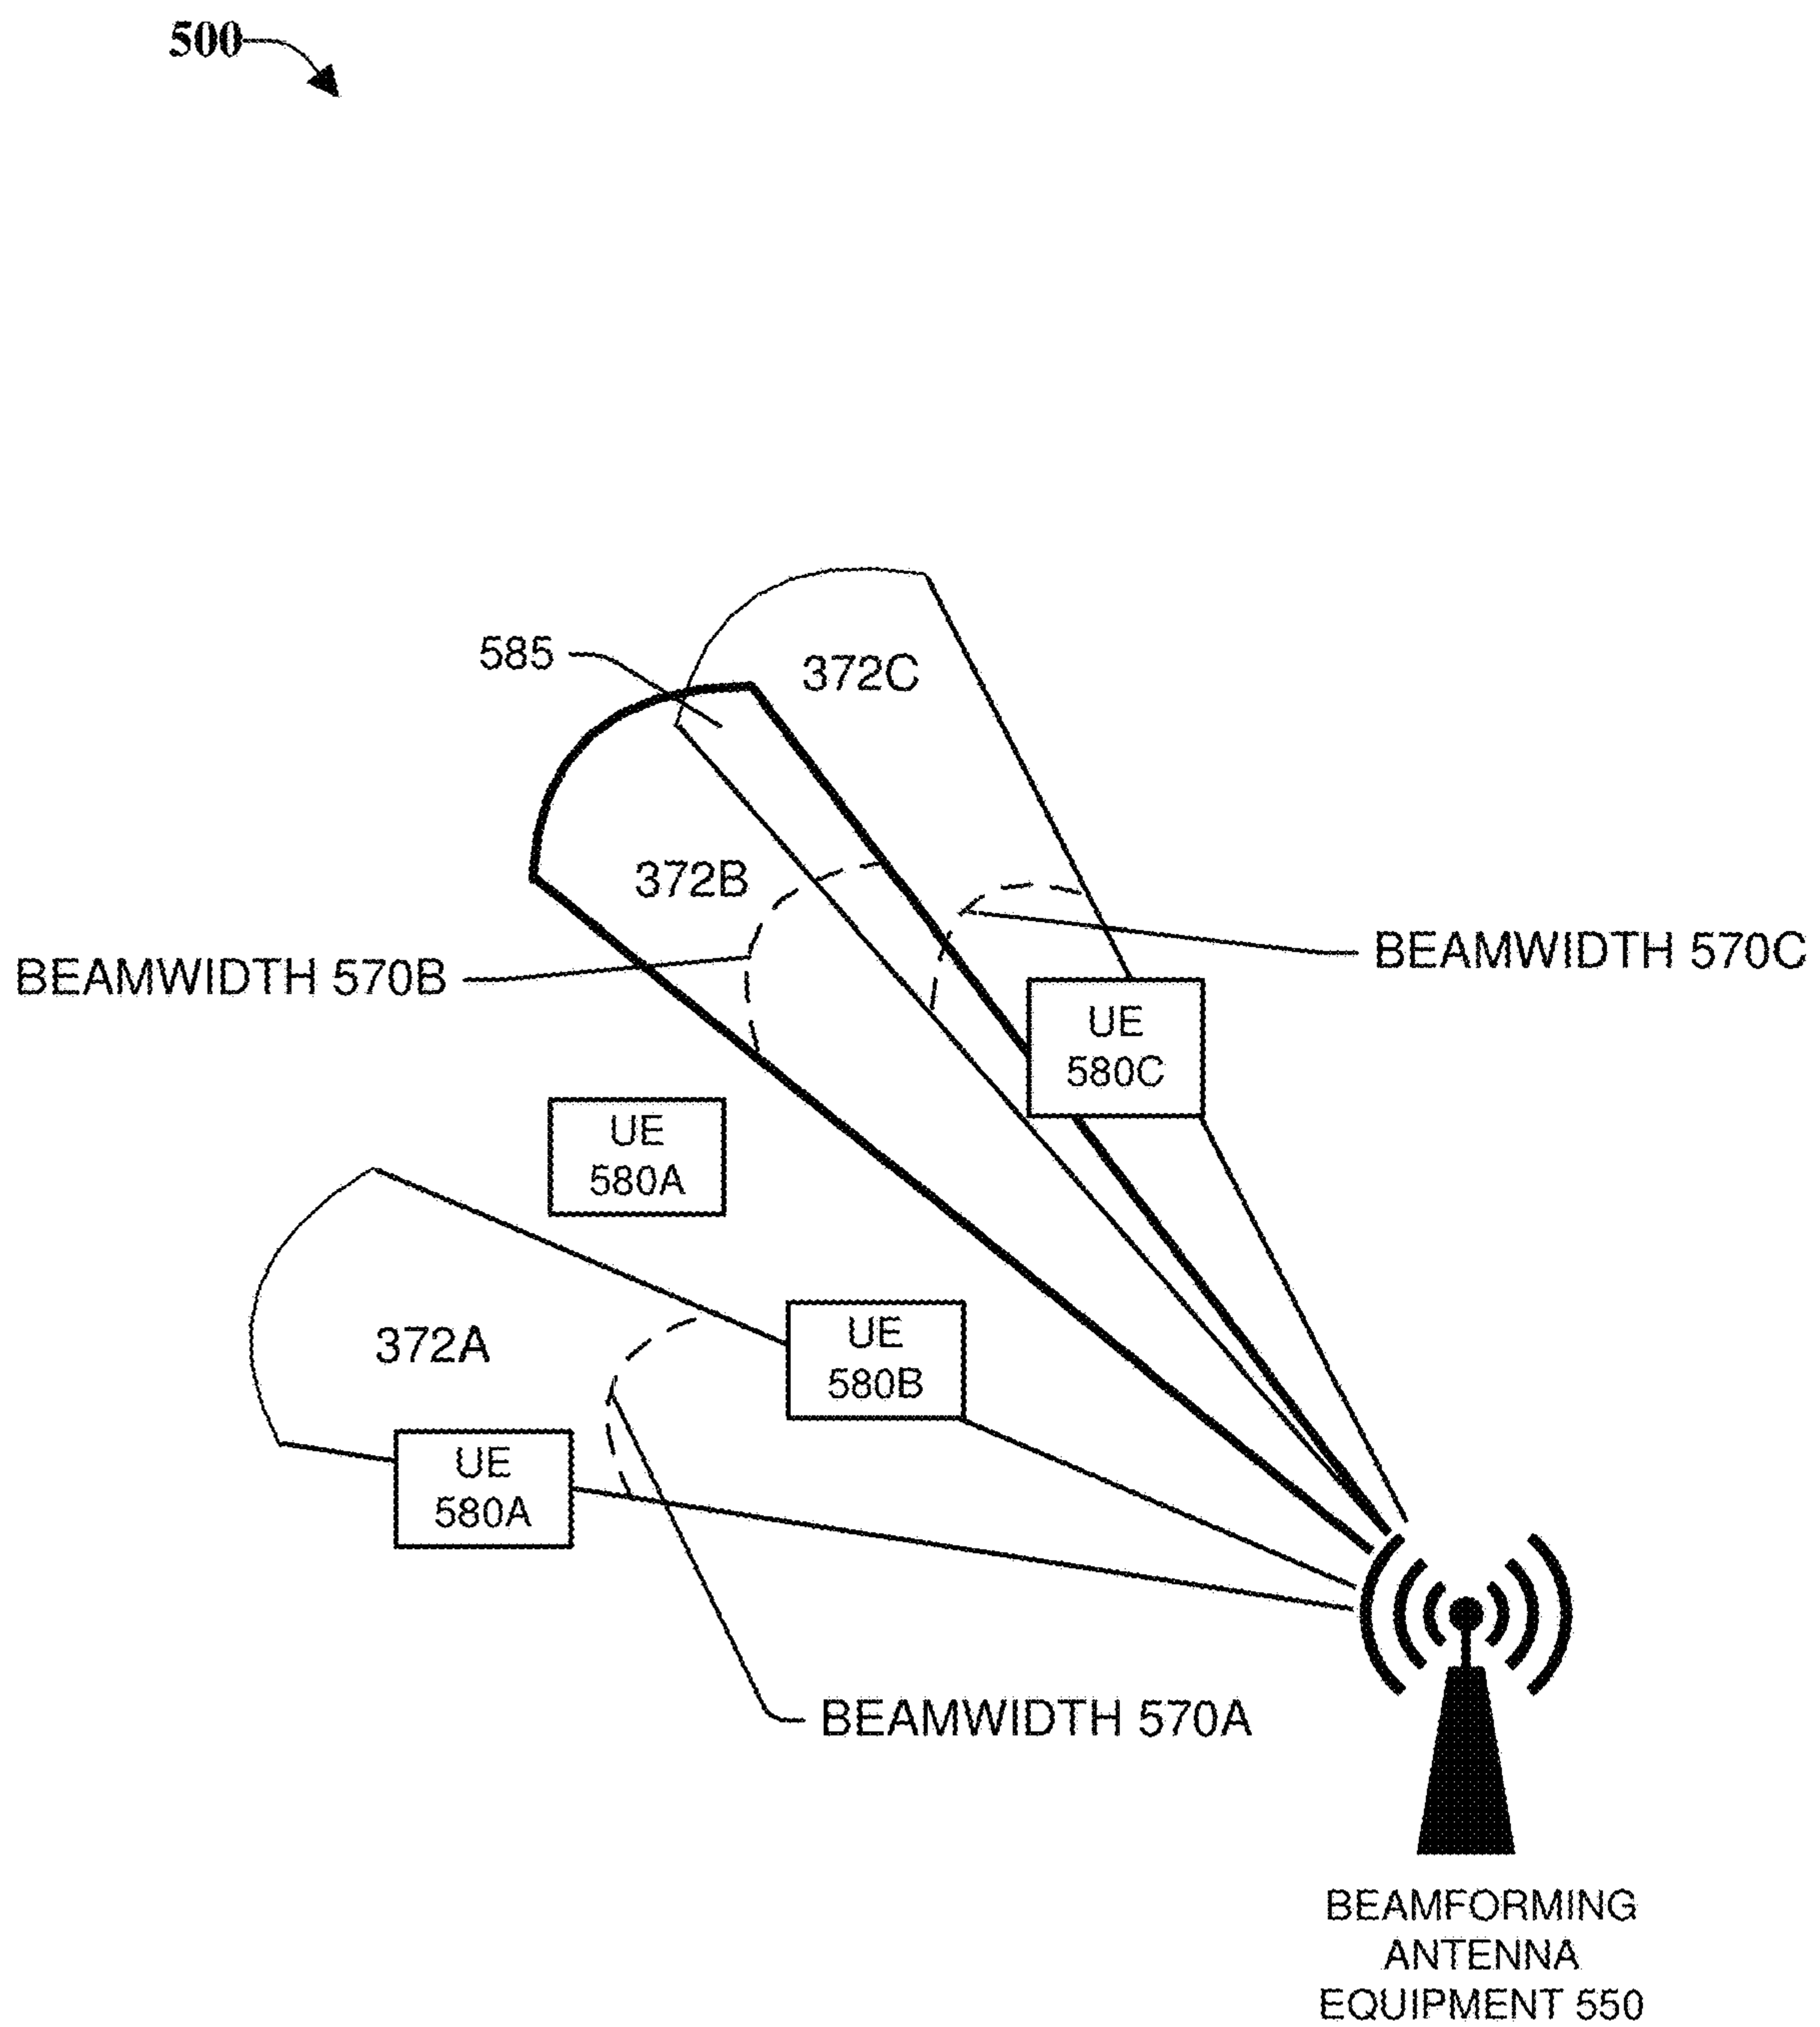 500
585
372C
372B
BEAMWIDTH 570B
BEAMWIDTH 570C
UE
580C
UE
580A
372A
UE
580B
UE
580A
BEAMWIDTH 570A
BEAMFORMING
ANTENNA
EQUIPMENT 550